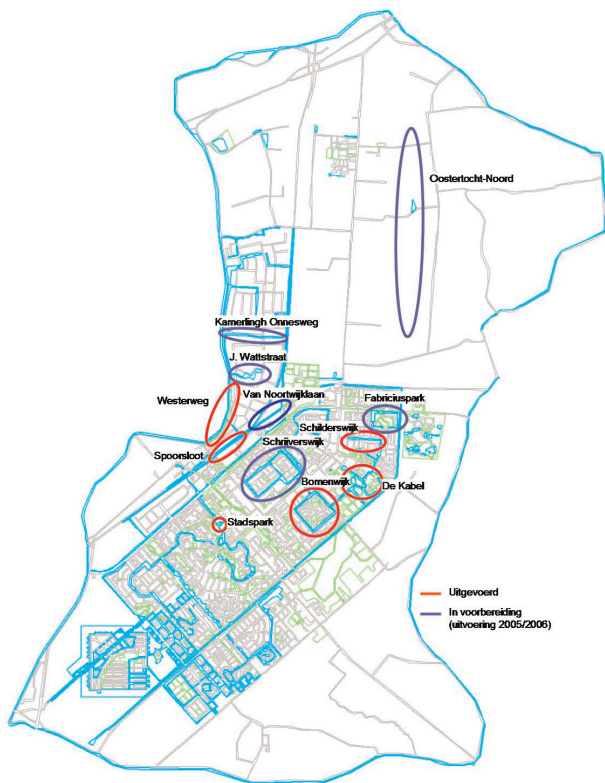 Oostertocht-Noord
Kamerlingh Onnesweg
J. Wattstraat
Westerweg
Van Noortwijklaan
Fabriciuspark
Schilderswijk
Spoorsloot
Schrijverswijk
Bomenwijk
De Kabel
Stadspark
Uitgevoerd
In voorbereiding
(uitvoering 2005/2006)